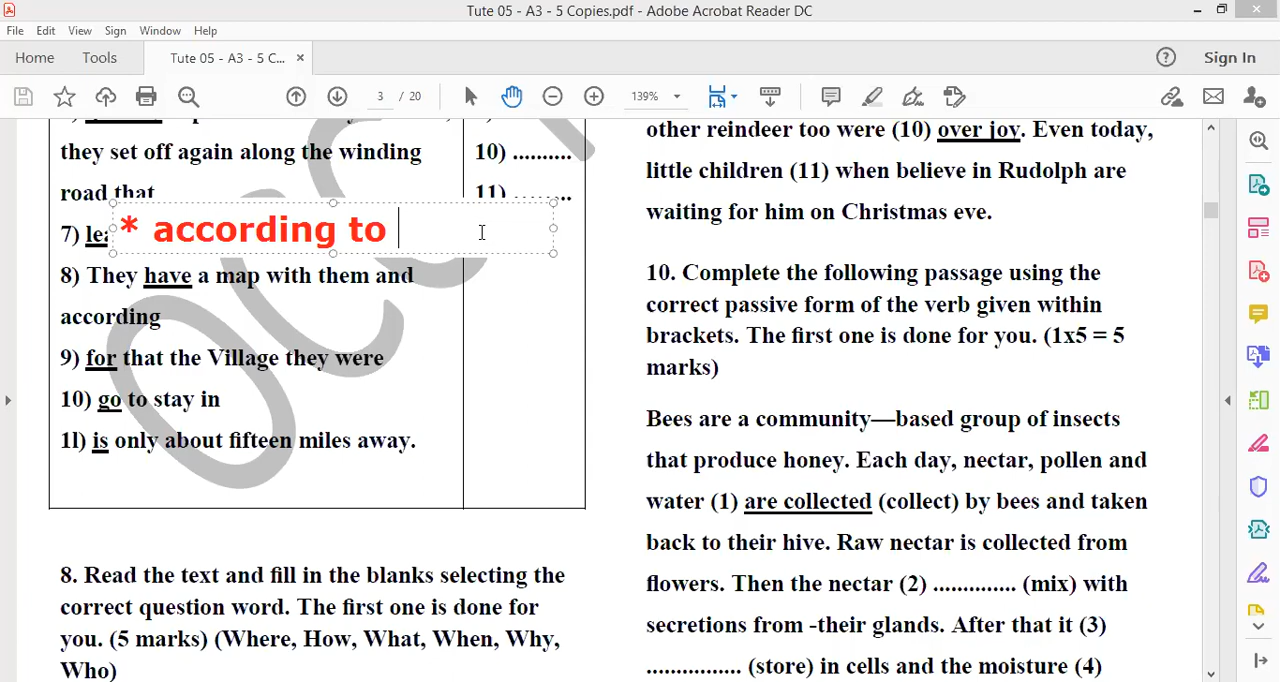 Tute 05 - A3 - 5 Copies.pdf - Adobe Acrobat Reader DC
File Edit View Sign Window Help
Home Tools Tute 05 - A3 - 5 C... × Sign In
3 / 20 139%
they set off again along the winding
road that
7) lea
* according to
8) They have a map with them and
according
9) for that the Village they were
10) go to stay in
1l) is only about fifteen miles away.
10) ..........
11) .......
8. Read the text and fill in the blanks selecting the
correct question word. The first one is done for
you. (5 marks) (Where, How, What, When, Why,
Who)
other reindeer too were (10) over joy. Even today,
little children (11) when believe in Rudolph are
waiting for him on Christmas eve.
10. Complete the following passage using the
correct passive form of the verb given within
brackets. The first one is done for you. (1x5 = 5
marks)
Bees are a community—based group of insects
that produce honey. Each day, nectar, pollen and
water (1) are collected (collect) by bees and taken
back to their hive. Raw nectar is collected from
flowers. Then the nectar (2) .............. (mix) with
secretions from -their glands. After that it (3)
................ (store) in cells and the moisture (4)